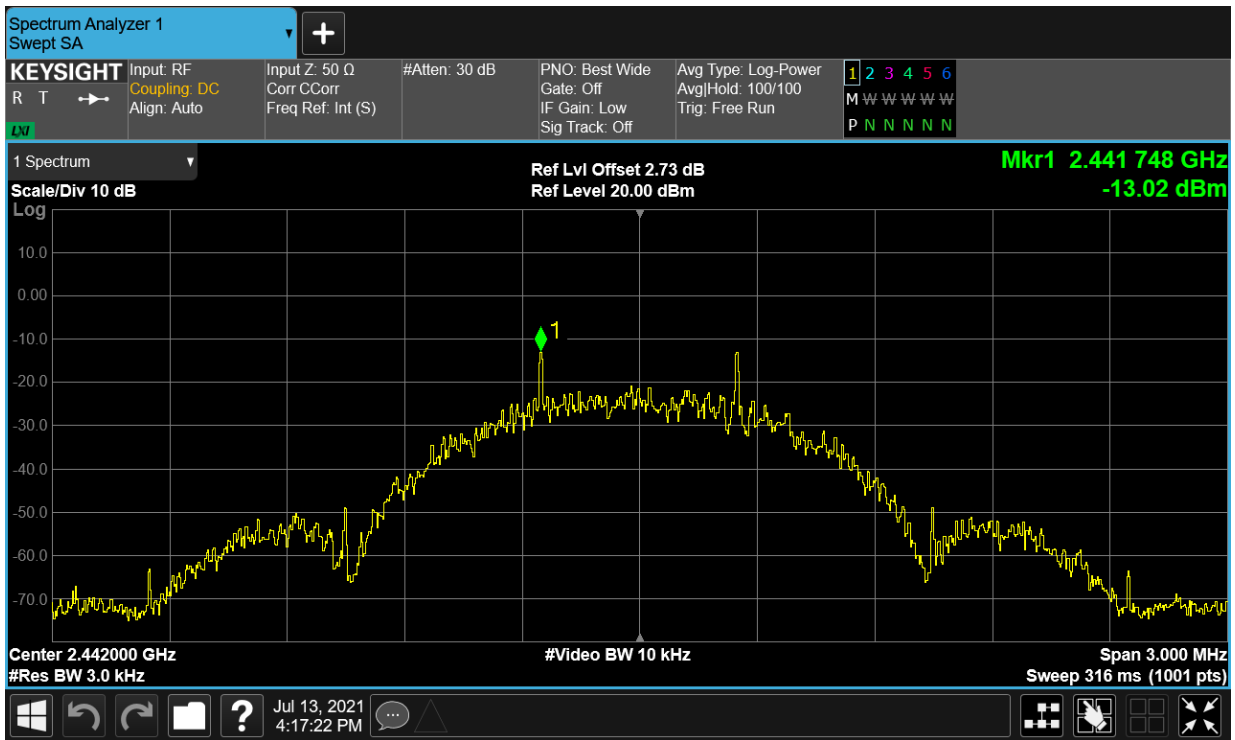 Spectrum Analyzer 1
Swept SA
KEYSIGHT
R T
LXI
Input: RF
Coupling: DC
Align: Auto
Input Z: 50 Ω
Corr CCorr
Freq Ref: Int (S)
#Atten: 30 dB
PNO: Best Wide
Gate: Off
IF Gain: Low
Sig Track: Off
Avg Type: Log-Power
Avg|Hold: 100/100
Trig: Free Run
1 2 3 4 5 6
M W W W W W
P N N N N N
1 Spectrum
Scale/Div 10 dB
Log
Ref Lvl Offset 2.73 dB
Ref Level 20.00 dBm
Mkr1 2.441 748 GHz
-13.02 dBm
10.0
0.00
-10.0
-20.0
-30.0
-40.0
-50.0
-60.0
-70.0
1
Center 2.442000 GHz
#Res BW 3.0 kHz
#Video BW 10 kHz
Span 3.000 MHz
Sweep 316 ms (1001 pts)
?
Jul 13, 2021
4:17:22 PM